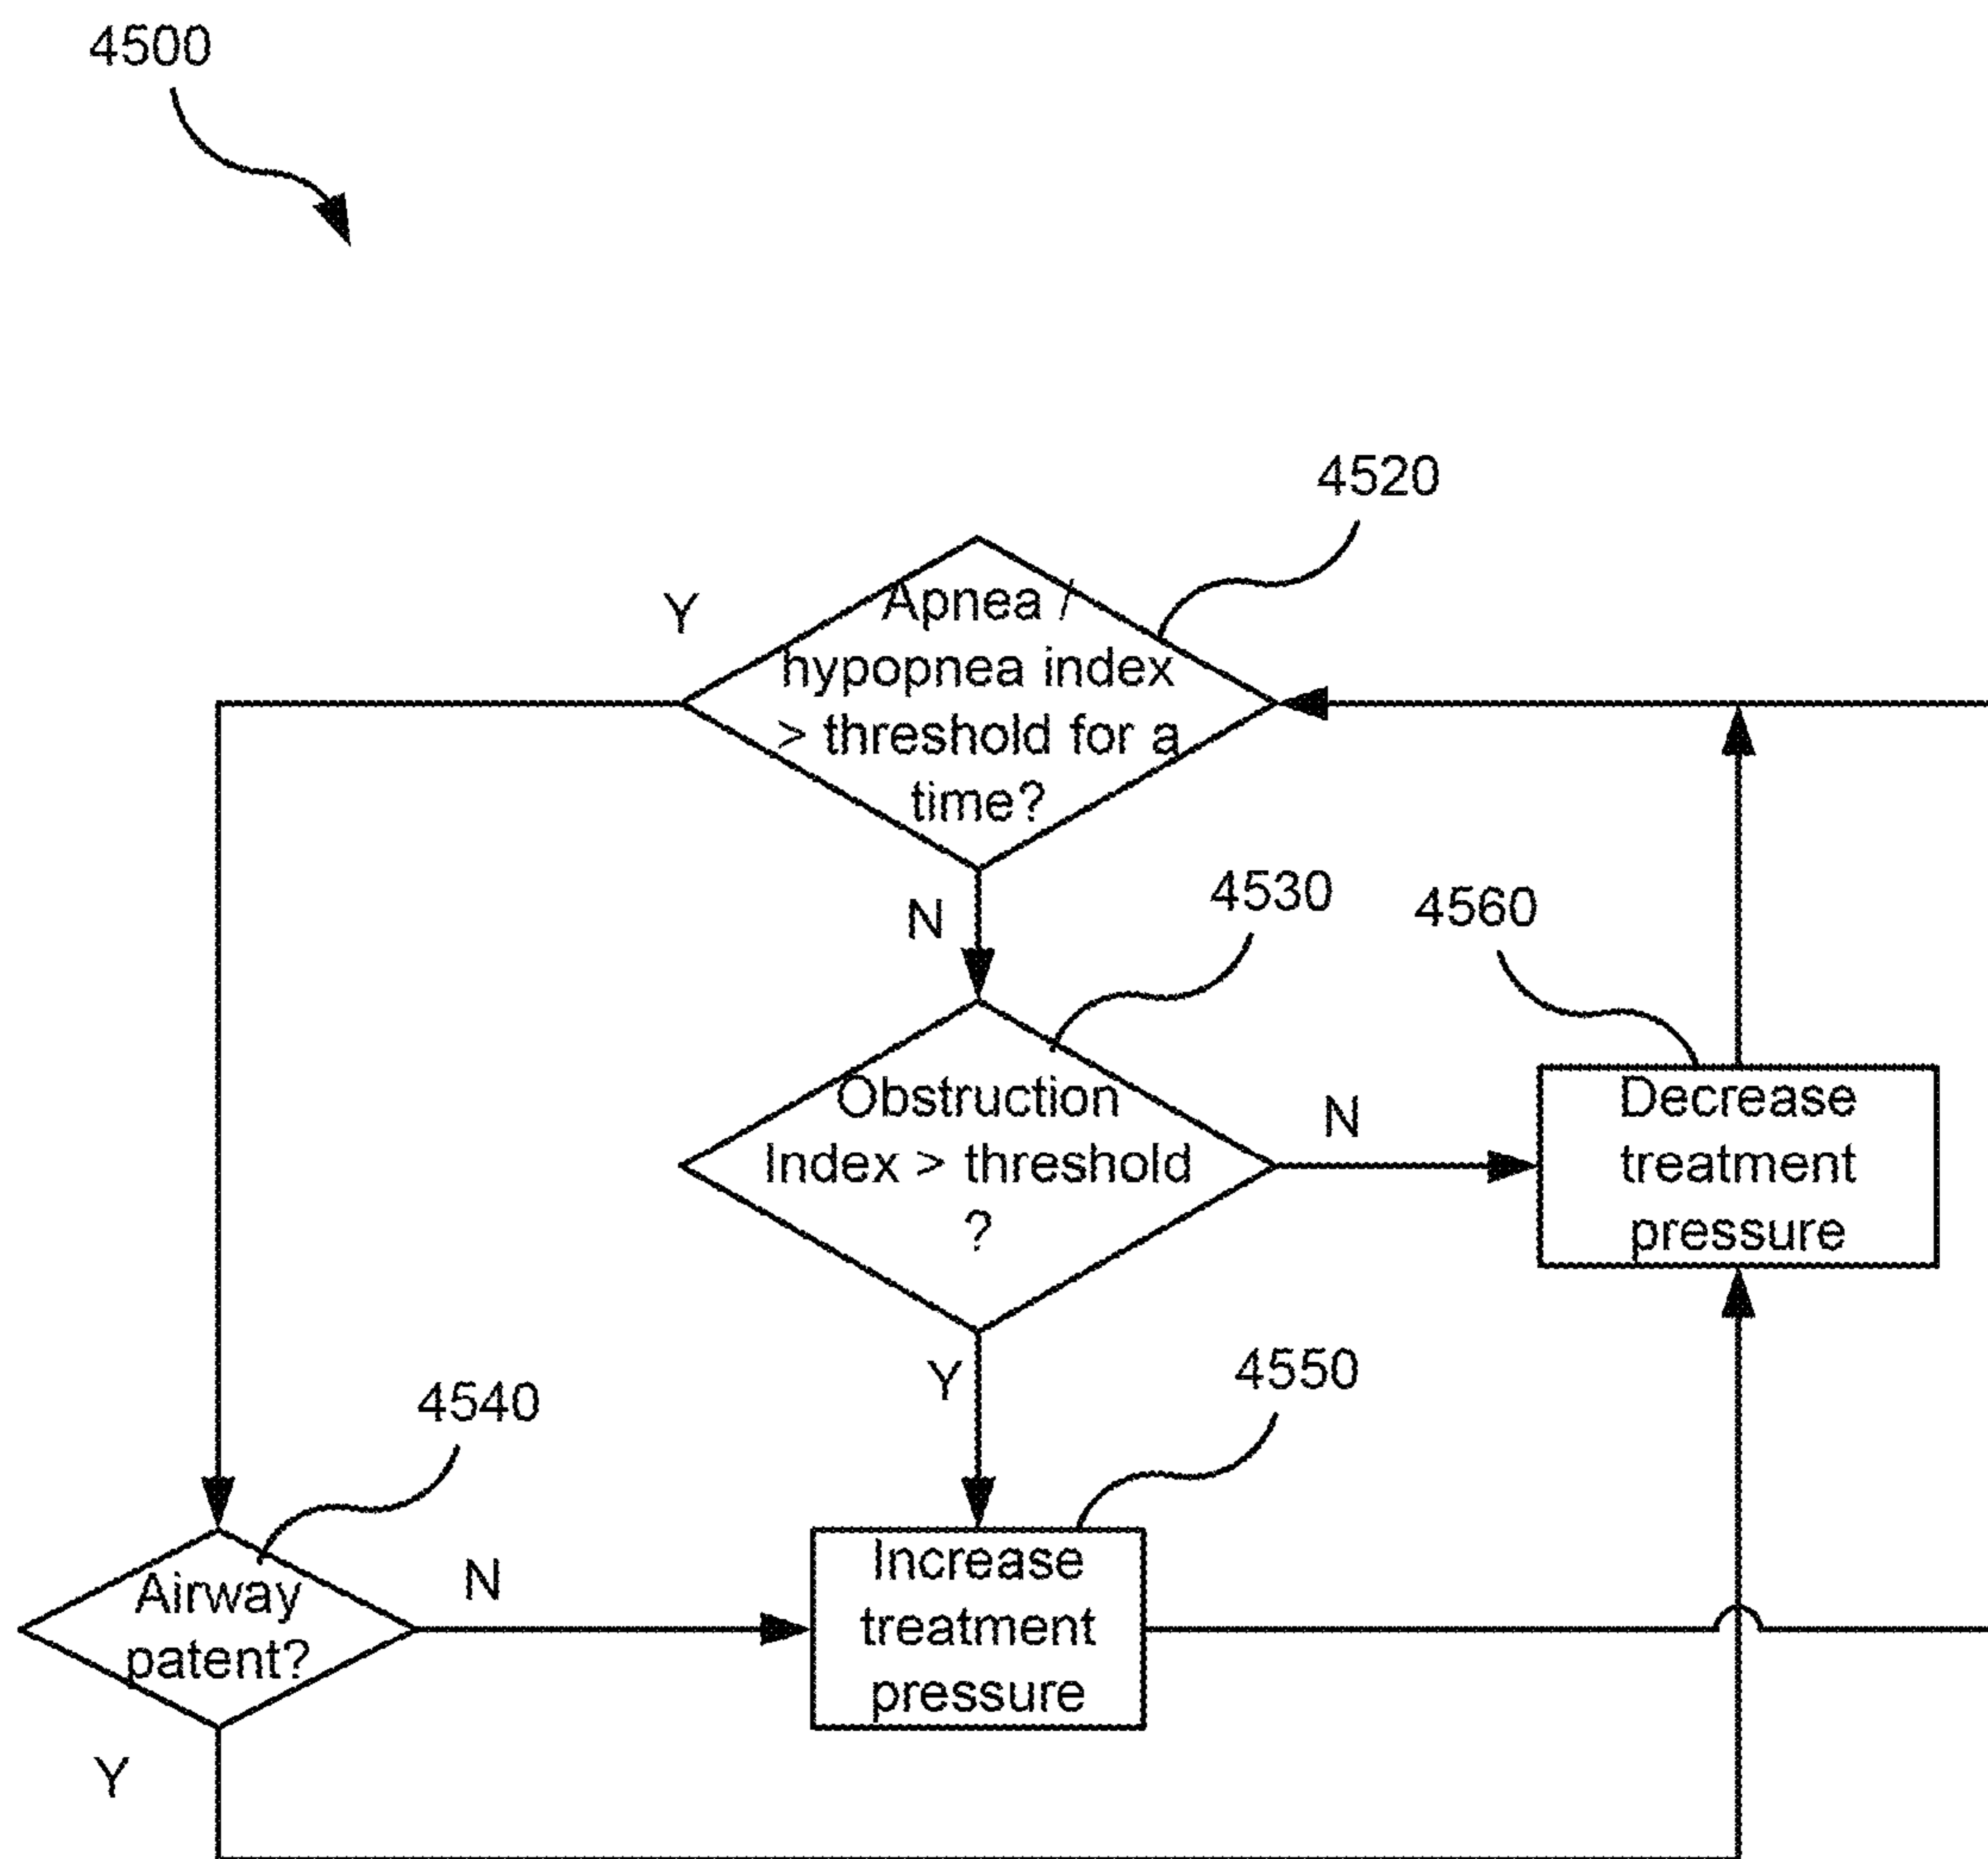 4500
4520
Y
Apnea /
hypopnea index
> threshold for a
time?
N
4530
4560
Obstruction
Index > threshold
?
N
Decrease
treatment
pressure
Y
4550
4540
Airway
patent?
N
Increase
treatment
pressure
Y